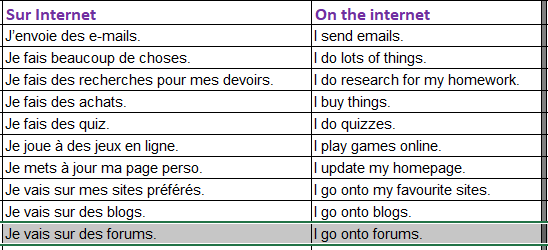 Sur Internet On the internet
J'envoie des e-mails. I send emails.
Je fais beaucoup de choses. I do lots of things.
Je fais des recherches pour mes devoirs. I do research for my homework.
Je fais des achats. I buy things.
Je fais des quiz. I do quizzes.
Je joue à des jeux en ligne. I play games online.
Je mets à jour ma page perso. I update my homepage.
Je vais sur mes sites préférés. I go onto my favourite sites.
Je vais sur des blogs. I go onto blogs.
Je vais sur des forums. I go onto forums.